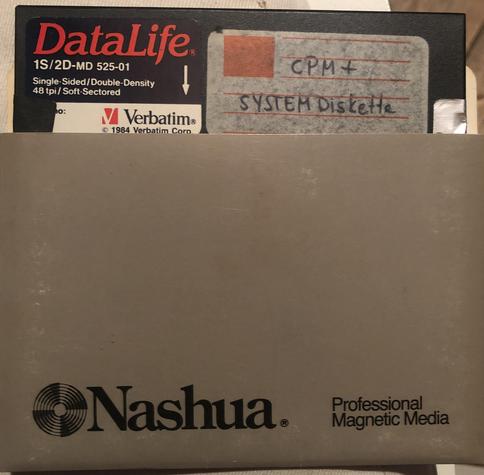 DataLife®
1S/2D-MD 525-01
Single-Sided/Double-Density
48 tpi/Soft-Sectored
no:
Verbatim®
© 1984 Verbatim Corp
CPM+
SYSTEM Diskette
Nashua®
Professional
Magnetic Media